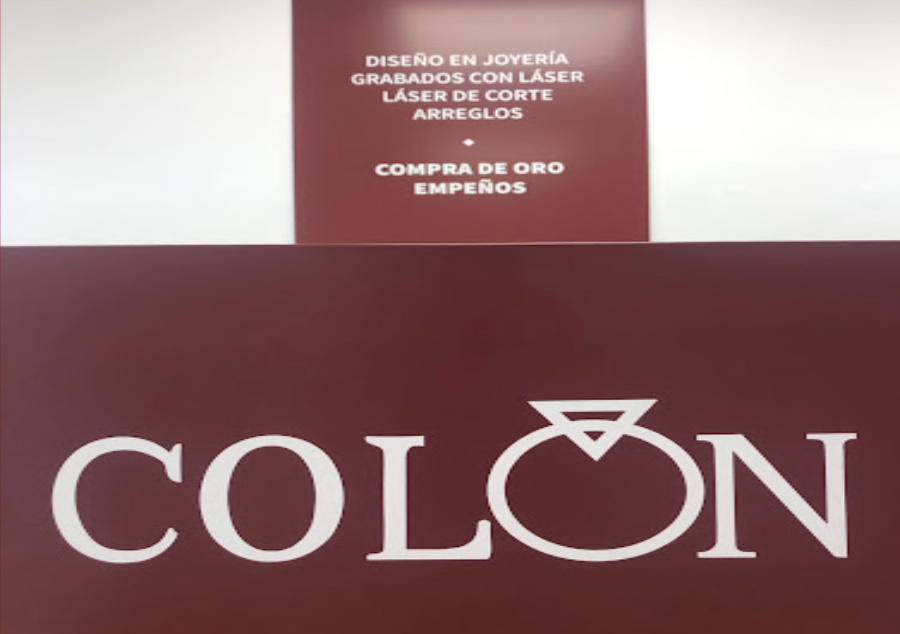 DISEÑO EN JOYERÍA
GRABADOS CON LÁSER
LÁSER DE CORTE
ARREGLOS
COMPRA DE ORO
EMPEÑOS
COLON